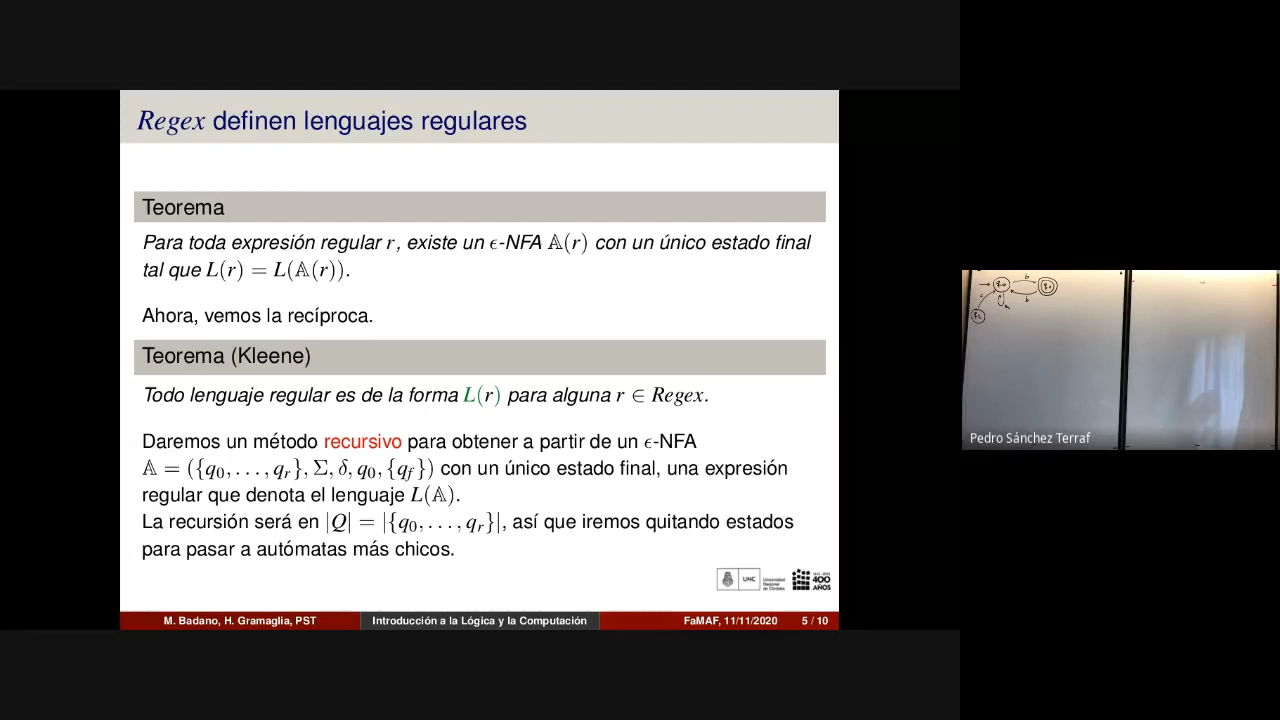 Regex definen lenguajes regulares
Teorema
Para toda expresión regular r, existe un ϵ-NFA 𝔸(r) con un único estado final
tal que L(r) = L(𝔸(r)).
Ahora, vemos la recíproca.
Teorema (Kleene)
Todo lenguaje regular es de la forma L(r) para alguna r ∈ Regex.
Daremos un método recursivo para obtener a partir de un ϵ-NFA
𝔸 = ({q₀, . . . , qᵣ}, Σ, δ, q₀, {q_f}) con un único estado final, una expresión
regular que denota el lenguaje L(𝔸).
La recursión será en |Q| = |{q₀, . . . , qᵣ}|, así que iremos quitando estados
para pasar a autómatas más chicos.
UNC
Universidad
Nacional
de Córdoba
400
AÑOS
M. Badano, H. Gramaglia, PST
Introducción a la Lógica y la Computación
FaMAF, 11/11/2020
5 / 10
b
b
Pedro Sánchez Terraf